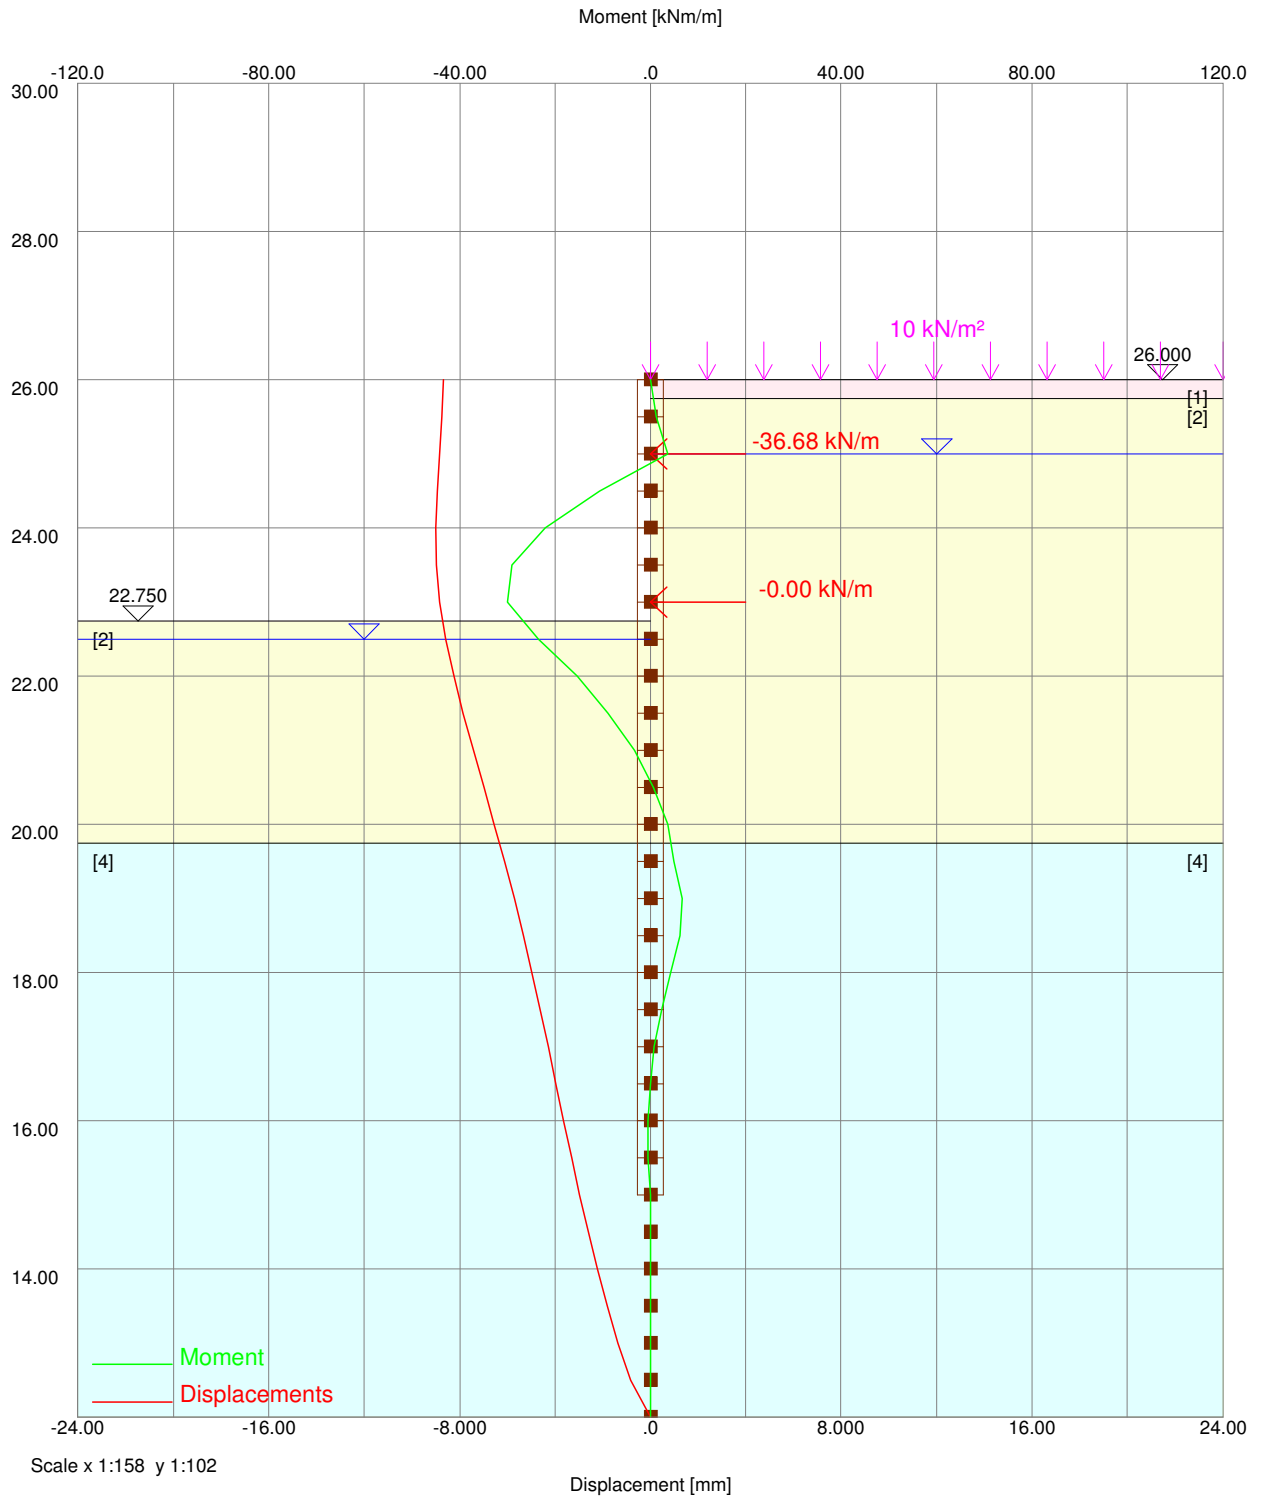 Moment [kNm/m]
-120.0 -80.00 -40.00 .0 40.00 80.00 120.0
30.00
28.00
10 kN/m²
26.000
26.00
[1]
[2]
-36.68 kN/m
24.00
-0.00 kN/m
22.750
[2]
22.00
20.00
[4] [4]
18.00
16.00
14.00
Moment
Displacements
-24.00 -16.00 -8.000 .0 8.000 16.00 24.00
Scale x 1:158 y 1:102
Displacement [mm]